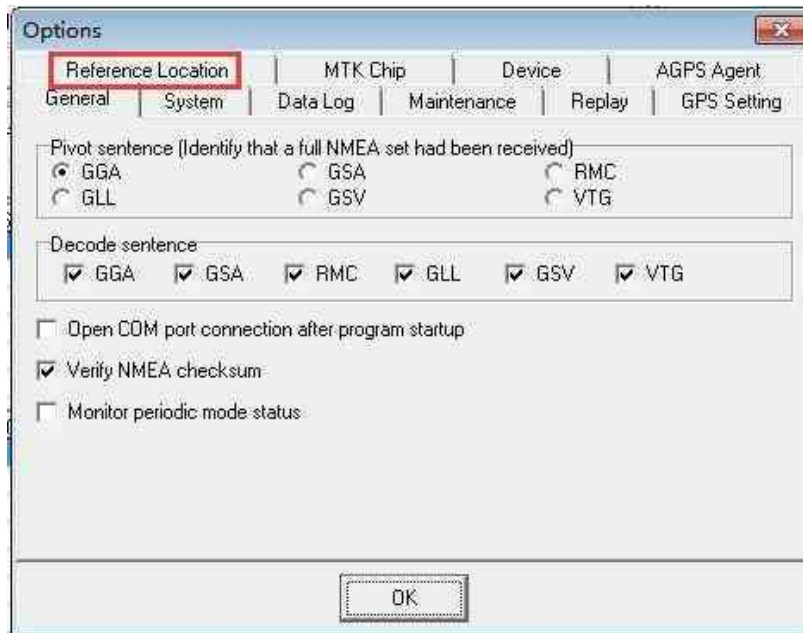 Options
Reference Location MTK Chip Device AGPS Agent
General System Data Log Maintenance Replay GPS Setting
Pivot sentence (Identify that a full NMEA set had been received)
GGA GSA RMC
GLL GSV VTG
Decode sentence
GGA GSA RMC GLL GSV VTG
Open COM port connection after program startup
Verify NMEA checksum
Monitor periodic mode status
OK